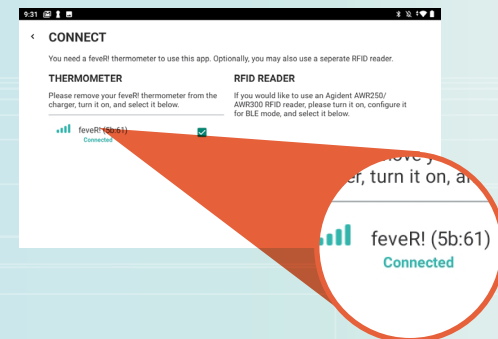 9:31
CONNECT
You need a feveR! thermometer to use this app. Optionally, you may also use a seperate RFID reader.
THERMOMETER
Please remove your feveR! thermometer from the
charger, turn it on, and select it below.
feveR! (5b:61)
Connected
RFID READER
If you would like to use an Agident AWR250/
AWR300 RFID reader, please turn it on, configure it
for BLE mode, and select it below.
turn it on,
feveR! (5b:61)
Connected